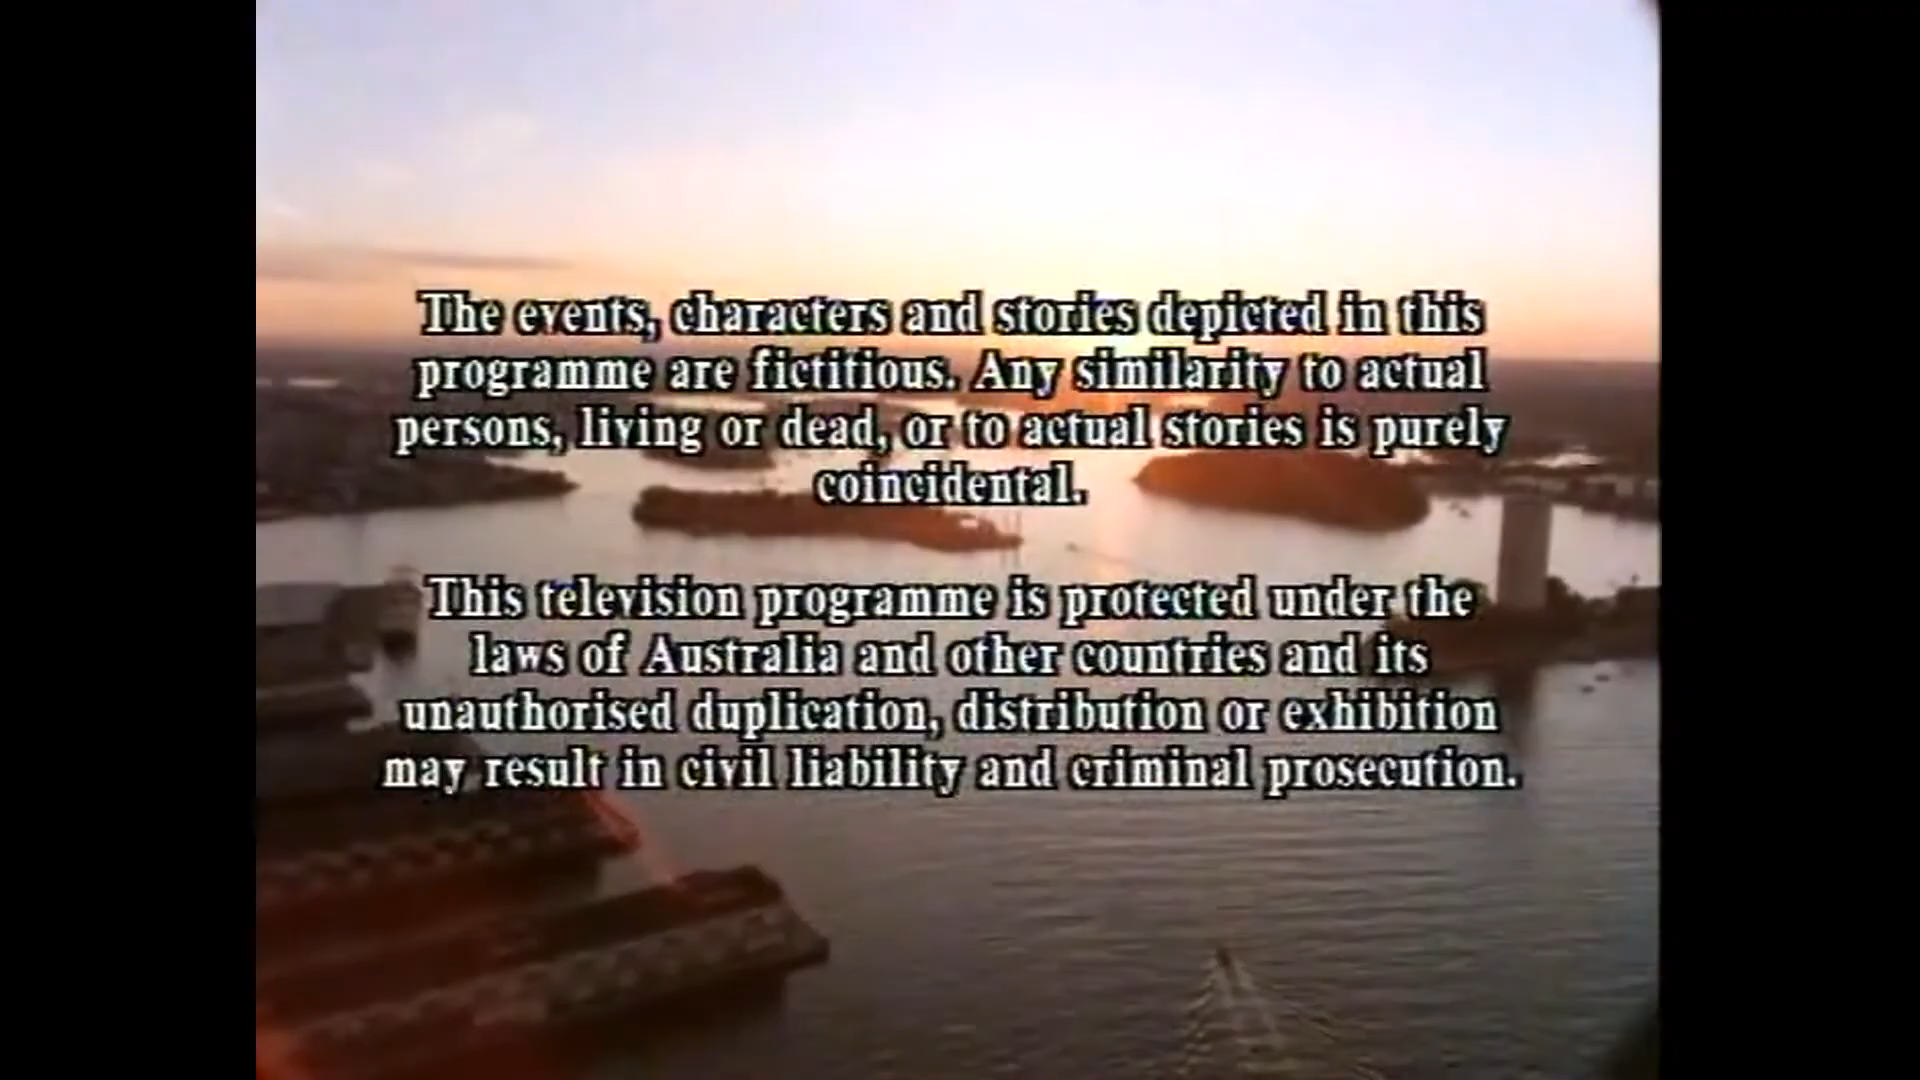 The events, characters and stories depicted in this
programme are fictitious. Any similarity to actual
persons, living or dead, or to actual stories is purely
coincidental.
This television programme is protected under the
laws of Australia and other countries and its
unauthorised duplication, distribution or exhibition
may result in civil liability and criminal prosecution.